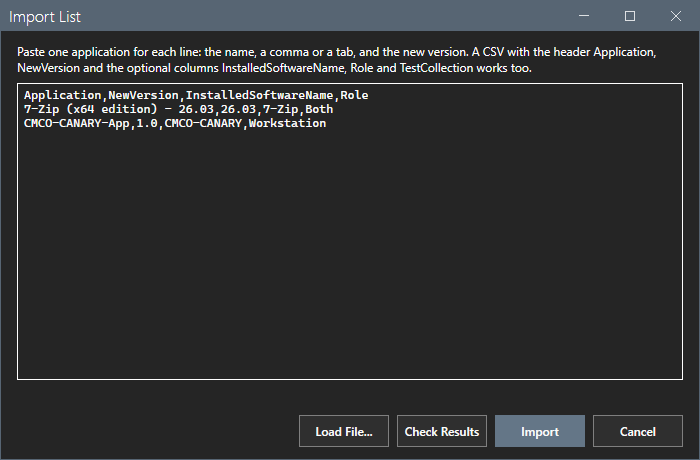 Import List
Paste one application for each line: the name, a comma or a tab, and the new version. A CSV with the header Application,
NewVersion and the optional columns InstalledSoftwareName, Role and TestCollection works too.
Application,NewVersion,InstalledSoftwareName,Role
7-Zip (x64 edition) - 26.03,26.03,7-Zip,Both
CMCO-CANARY-App,1.0,CMCO-CANARY,Workstation
Load File... Check Results Import Cancel